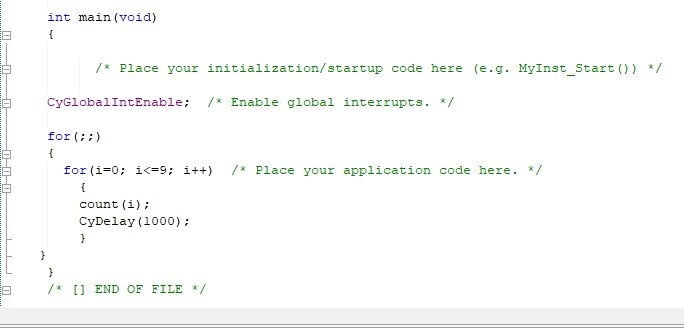 int main(void)
{
/* Place your initialization/startup code here (e.g. MyInst_Start()) */
CyGlobalIntEnable; /* Enable global interrupts. */
for(;;)
{
for(i=0; i<=9; i++) /* Place your application code here. */
{
count(i);
CyDelay(1000);
}
}
}
/* [] END OF FILE */